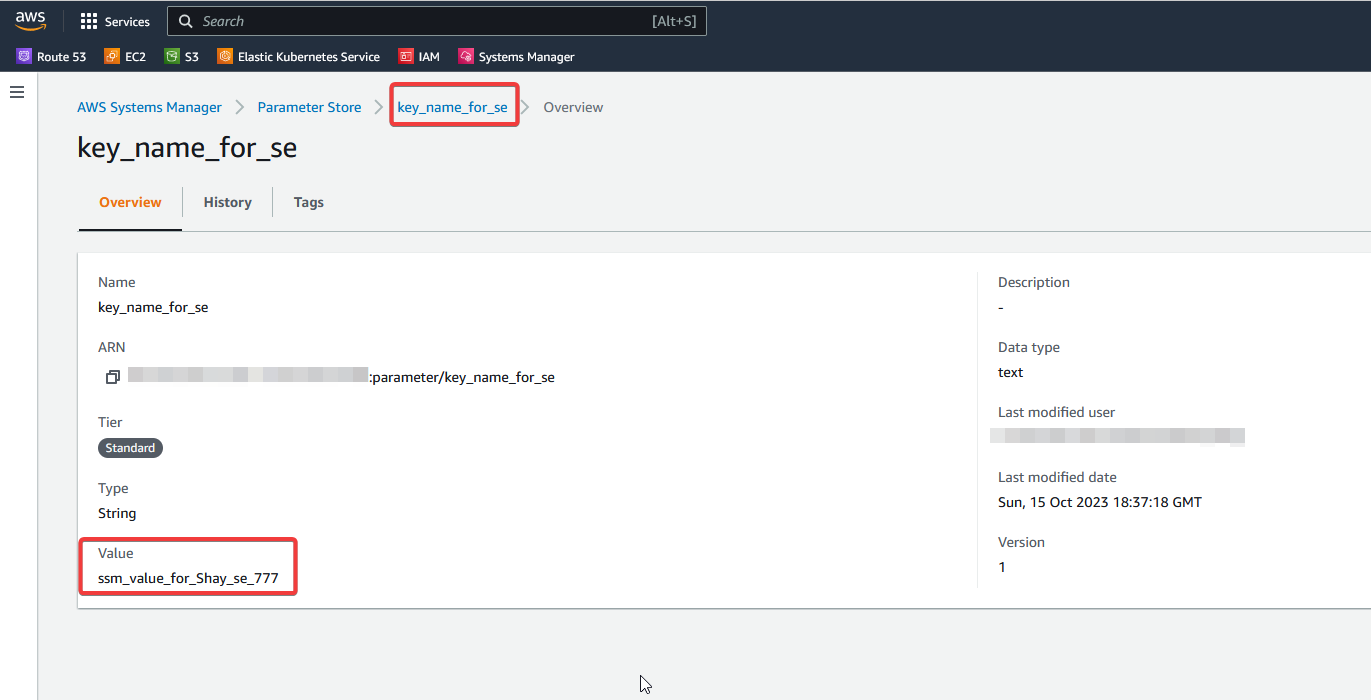 aws Services Search [Alt+S]
Route 53 EC2 S3 Elastic Kubernetes Service IAM Systems Manager
AWS Systems Manager Parameter Store key_name_for_se Overview
key_name_for_se
Overview History Tags
Name
key_name_for_se
ARN
:parameter/key_name_for_se
Tier
Standard
Type
String
Value
ssm_value_for_Shay_se_777
Description
-
Data type
text
Last modified user
Last modified date
Sun, 15 Oct 2023 18:37:18 GMT
Version
1